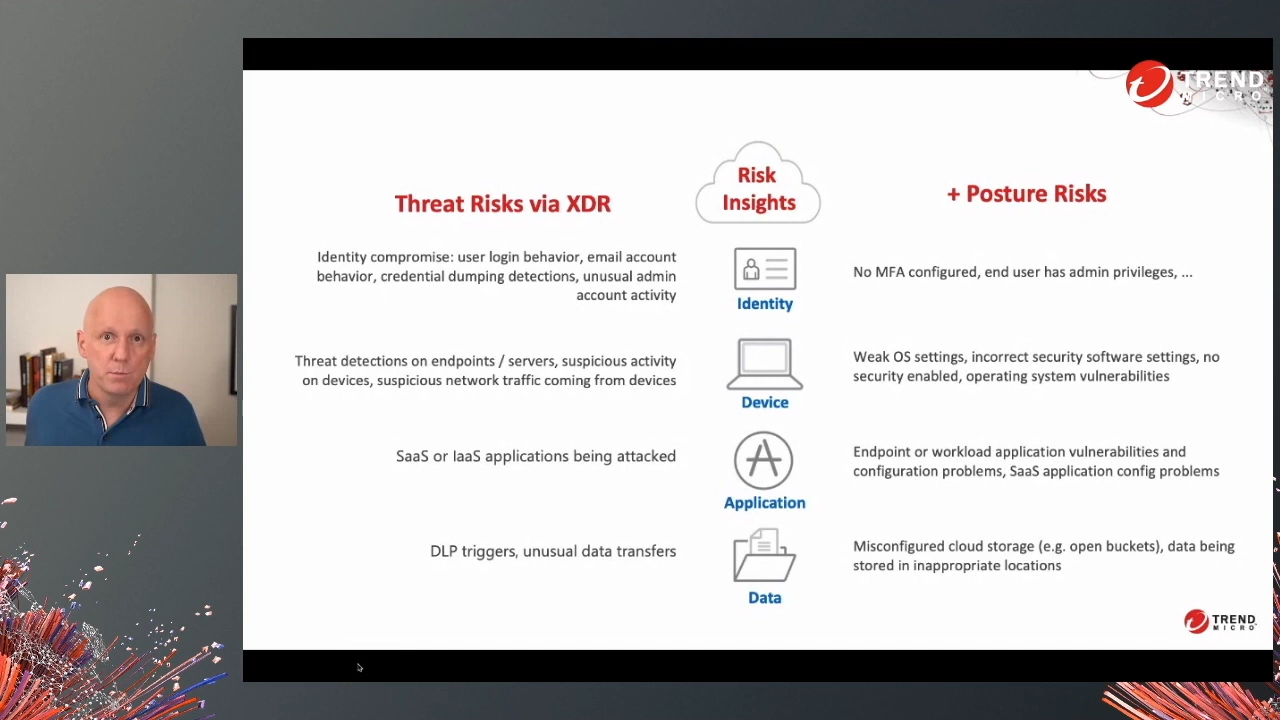 TREND
MICRO
Risk
Insights
Threat Risks via XDR
+ Posture Risks
Identity compromise: user login behavior, email account
behavior, credential dumping detections, unusual admin
account activity
Identity
No MFA configured, end user has admin privileges, ...
Threat detections on endpoints / servers, suspicious activity
on devices, suspicious network traffic coming from devices
Device
Weak OS settings, incorrect security software settings, no
security enabled, operating system vulnerabilities
SaaS or IaaS applications being attacked
Application
Endpoint or workload application vulnerabilities and
configuration problems, SaaS application config problems
DLP triggers, unusual data transfers
Data
Misconfigured cloud storage (e.g. open buckets), data being
stored in inappropriate locations
TREND
MICRO